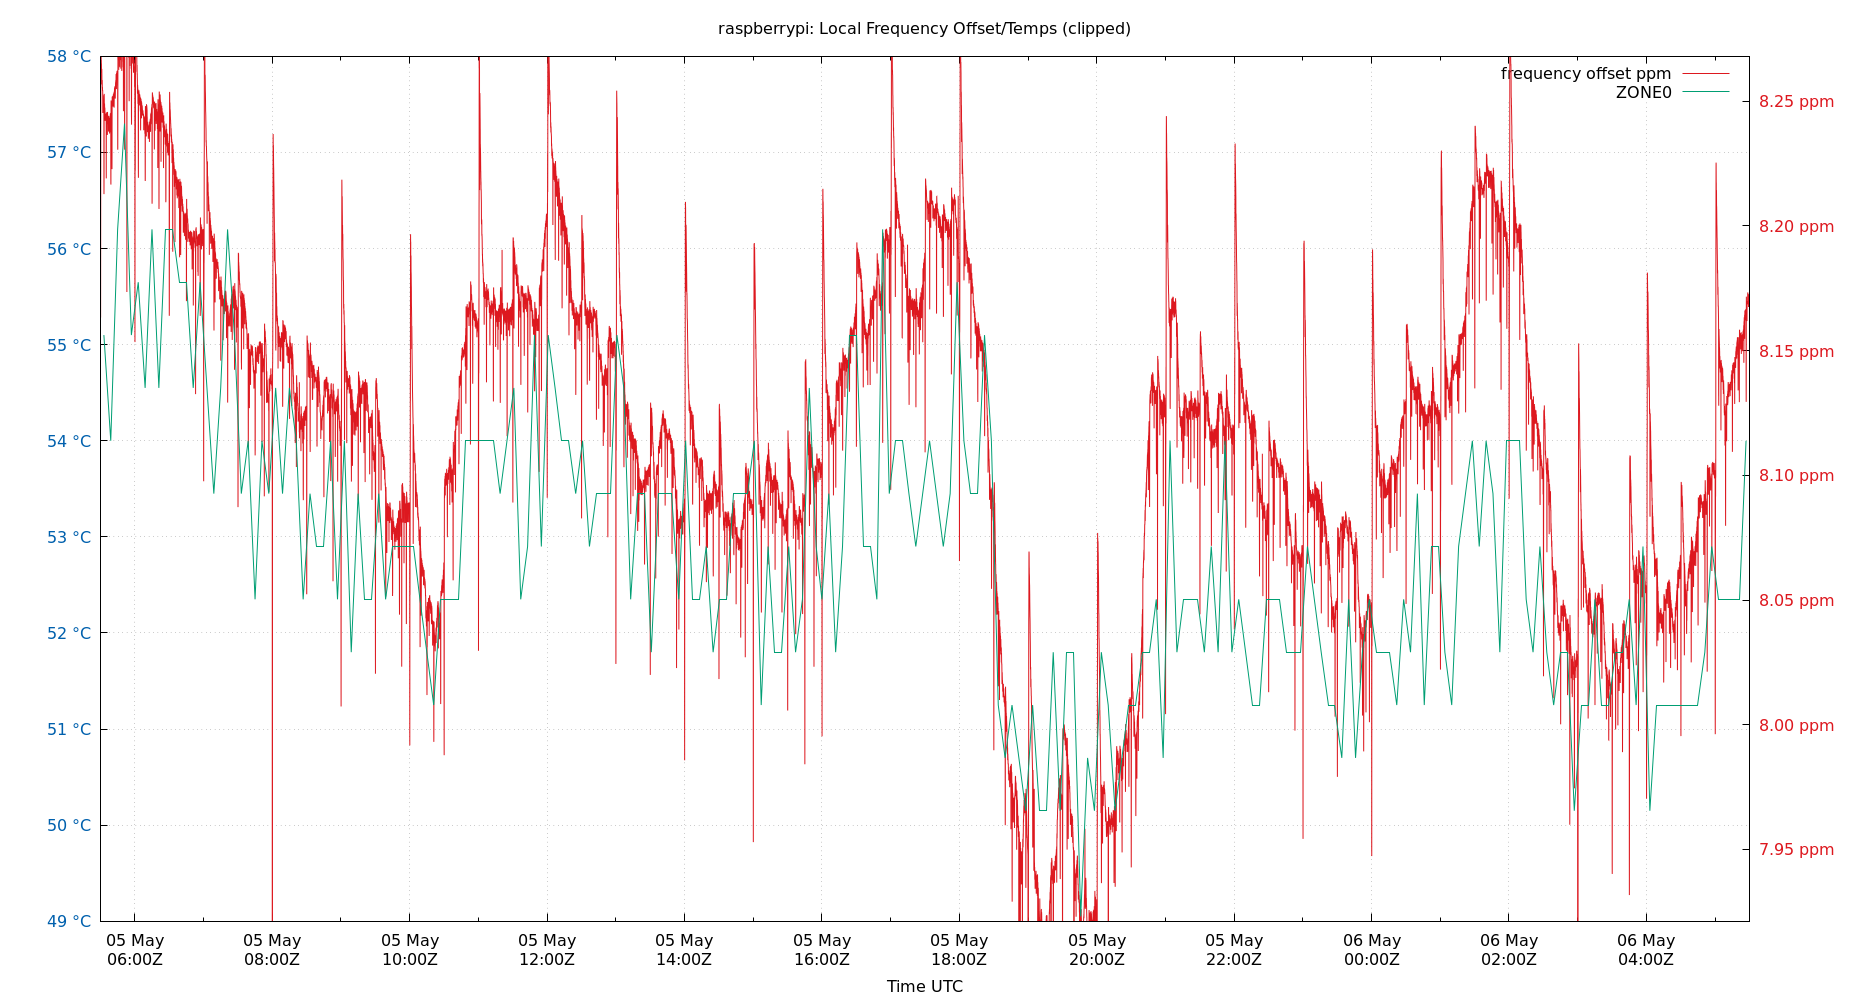 raspberrypi: Local Frequency Offset/Temps (clipped)
58 °C
57 °C
56 °C
55 °C
54 °C
53 °C
52 °C
51 °C
50 °C
49 °C
frequency offset ppm
ZONE0
8.25 ppm
8.20 ppm
8.15 ppm
8.10 ppm
8.05 ppm
8.00 ppm
7.95 ppm
05 May 05 May 05 May 05 May 05 May 05 May 05 May 05 May 05 May 06 May 06 May 06 May
06:00Z 08:00Z 10:00Z 12:00Z 14:00Z 16:00Z 18:00Z 20:00Z 22:00Z 00:00Z 02:00Z 04:00Z
Time UTC